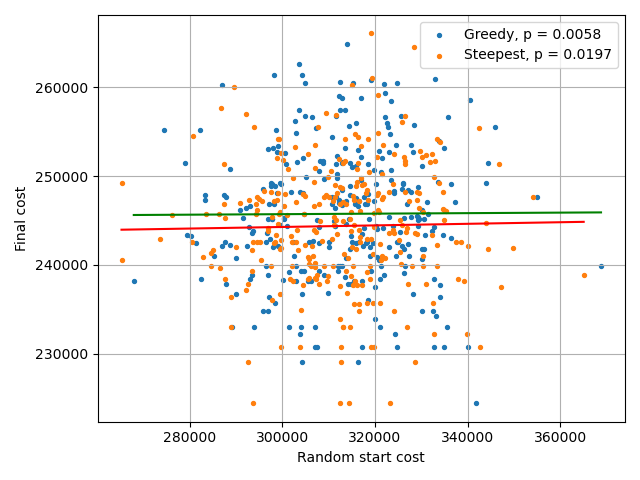 Greedy, p = 0.0058
Steepest, p = 0.0197
260000
250000
240000
230000
Final cost
280000 300000 320000 340000 360000
Random start cost